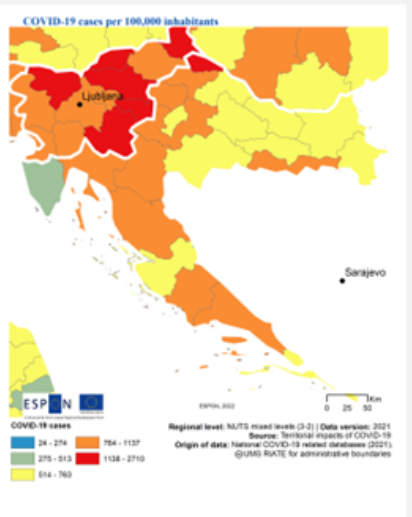 COVID-19 cases per 100,000 inhabitants
Ljubljana
Sarajevo
ESPON
ESPON, 2022
Km
0 25 50
COVID-19 cases
24 - 274
275 - 513
514 - 763
764 - 1137
1138 - 2710
Regional level: NUTS mixed levels (3-2) | Data version: 2021
Source: Territorial impacts of COVID-19
Origin of data: National COVID-19 related databases (2021),
@UMS RIATE for administrative boundaries